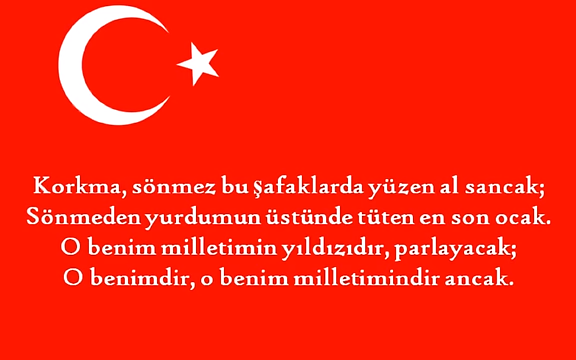 Korkma, sönmez bu şafaklarda yüzen al sancak;
Sönmeden yurdumun üstünde tüten en son ocak.
O benim milletimin yıldızıdır, parlayacak;
O benimdir, o benim milletimindir ancak.